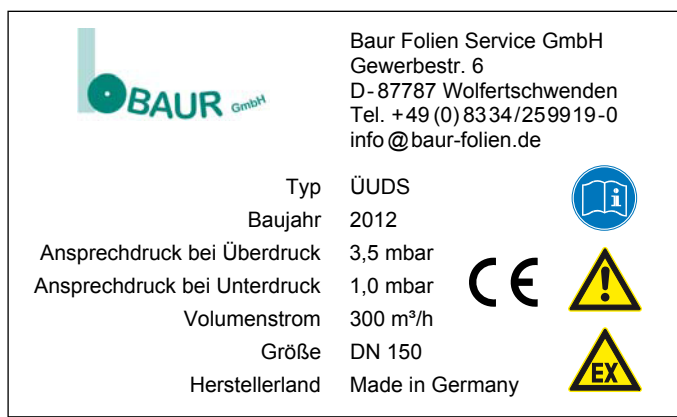 b
BAUR GmbH
Baur Folien Service GmbH
Gewerbestr. 6
D-87787 Wolfertschwenden
Tel. +49 (0) 8334/259919-0
info@baur-folien.de
Typ ÜUDS
Baujahr 2012
Ansprechdruck bei Überdruck 3,5 mbar
Ansprechdruck bei Unterdruck 1,0 mbar
Volumenstrom 300 m³/h
Größe DN 150
Herstellerland Made in Germany
i
CE
!
EX